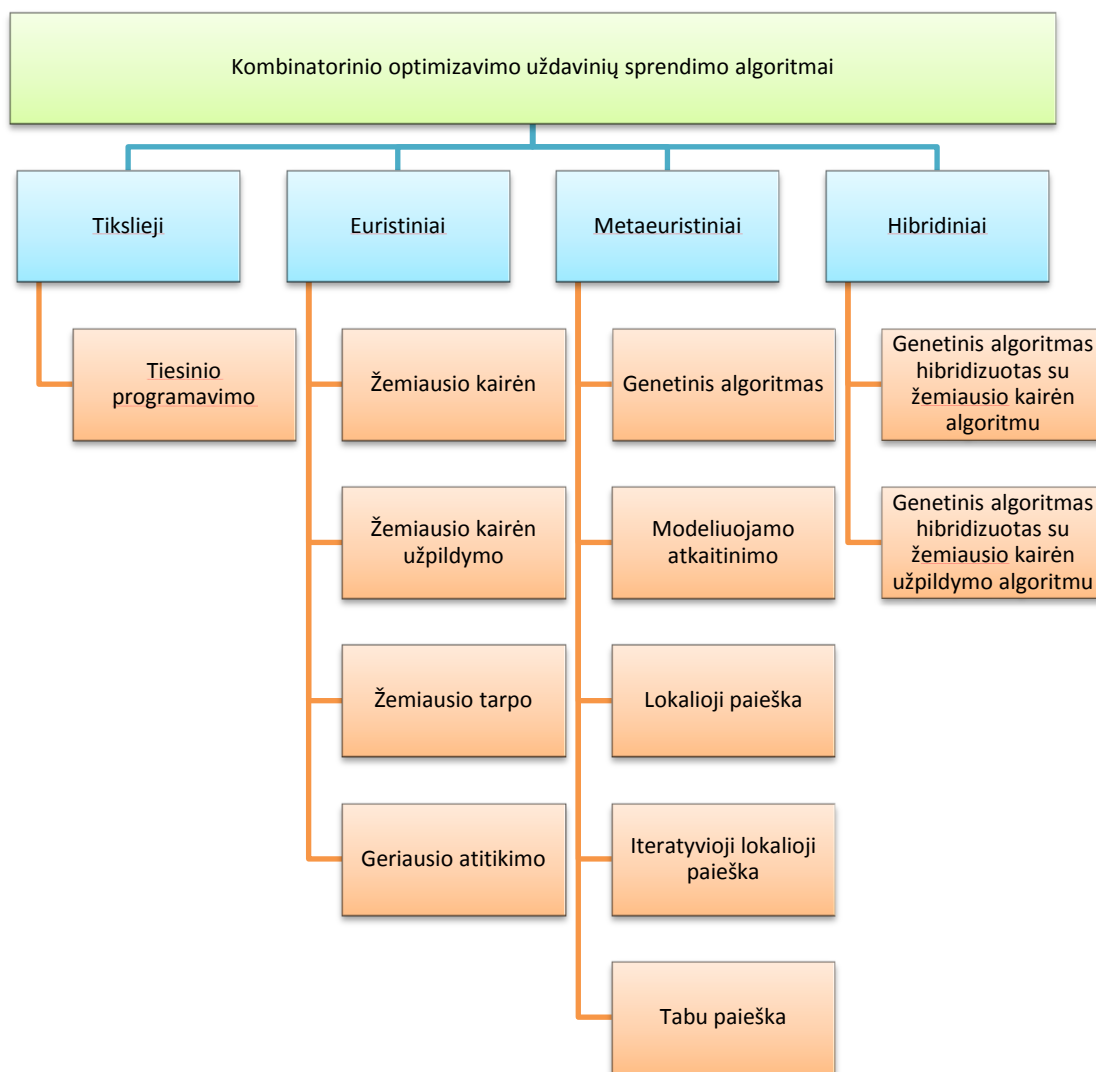 Kombinatorinio optimizavimo uždavinių sprendimo algoritmai
Tikslieji
Euristiniai
Metaeuristiniai
Hibridiniai
Tiesinio
programavimo
Žemiausio kairėn
Genetinis algoritmas
Genetinis algoritmas
hibridizuotas su
žemiausio kairėn
algoritmu
Žemiausio kairėn
užpildymo
Modeliuojamo
atkaitinimo
Genetinis algoritmas
hibridizuotas su
žemiausio kairėn
užpildymo algoritmu
Žemiausio tarpo
Lokalioji paieška
Geriausio atitikimo
Iteratyvioji lokalioji
paieška
Tabu paieška